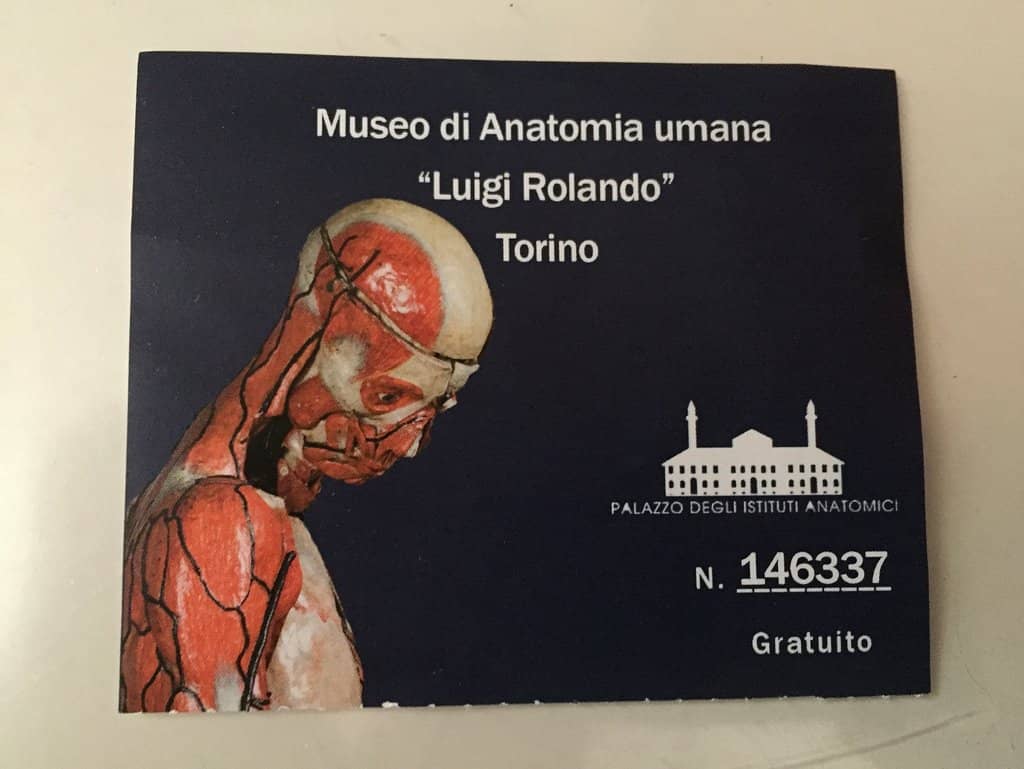 Museo di Anatomia umana
“Luigi Rolando”
Torino
PALAZZO DEGLI ISTITUTI ANATOMICI
N. 146337
Gratuito